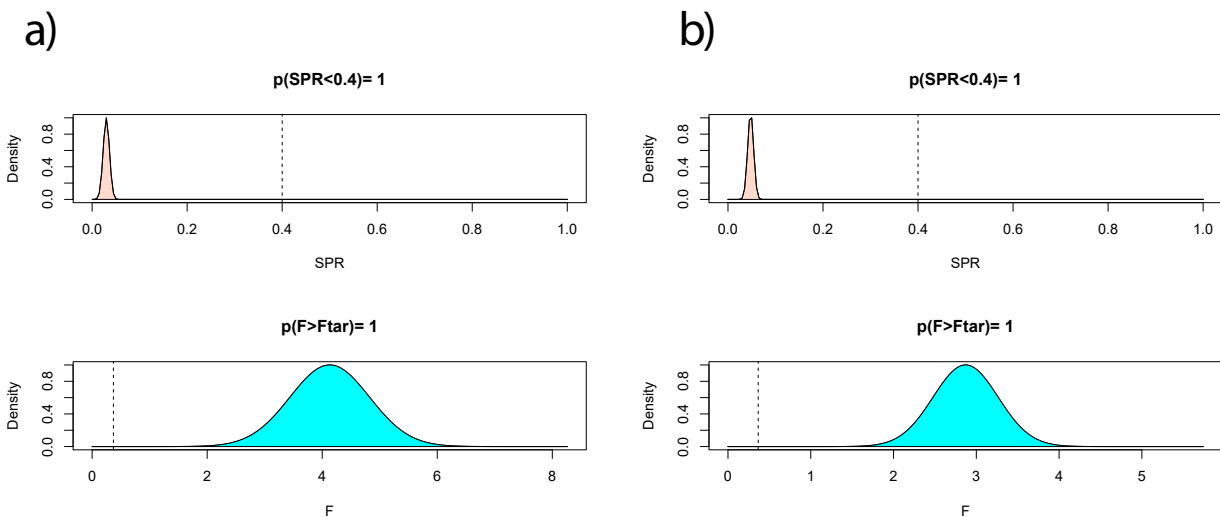 a)
p(SPR<0.4)= 1
Density
0.0 0.4 0.8
0.0 0.2 0.4 0.6 0.8 1.0
SPR
p(F>Ftar)= 1
Density
0.0 0.4 0.8
0 2 4 6 8
F
b)
p(SPR<0.4)= 1
Density
0.0 0.4 0.8
0.0 0.2 0.4 0.6 0.8 1.0
SPR
p(F>Ftar)= 1
Density
0.0 0.4 0.8
0 1 2 3 4 5
F